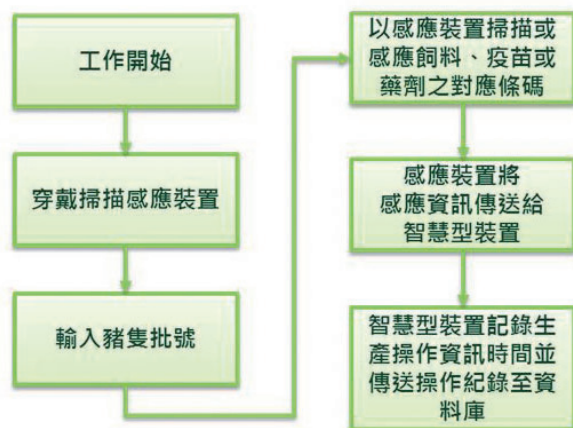 工作開始
穿戴掃描感應裝置
輸入豬隻批號
以感應裝置掃描或
感應飼料、疫苗或
藥劑之對應條碼
感應裝置將
感應資訊傳送給
智慧型裝置
智慧型裝置記錄生
產操作資訊時間並
傳送操作紀錄至資
料庫